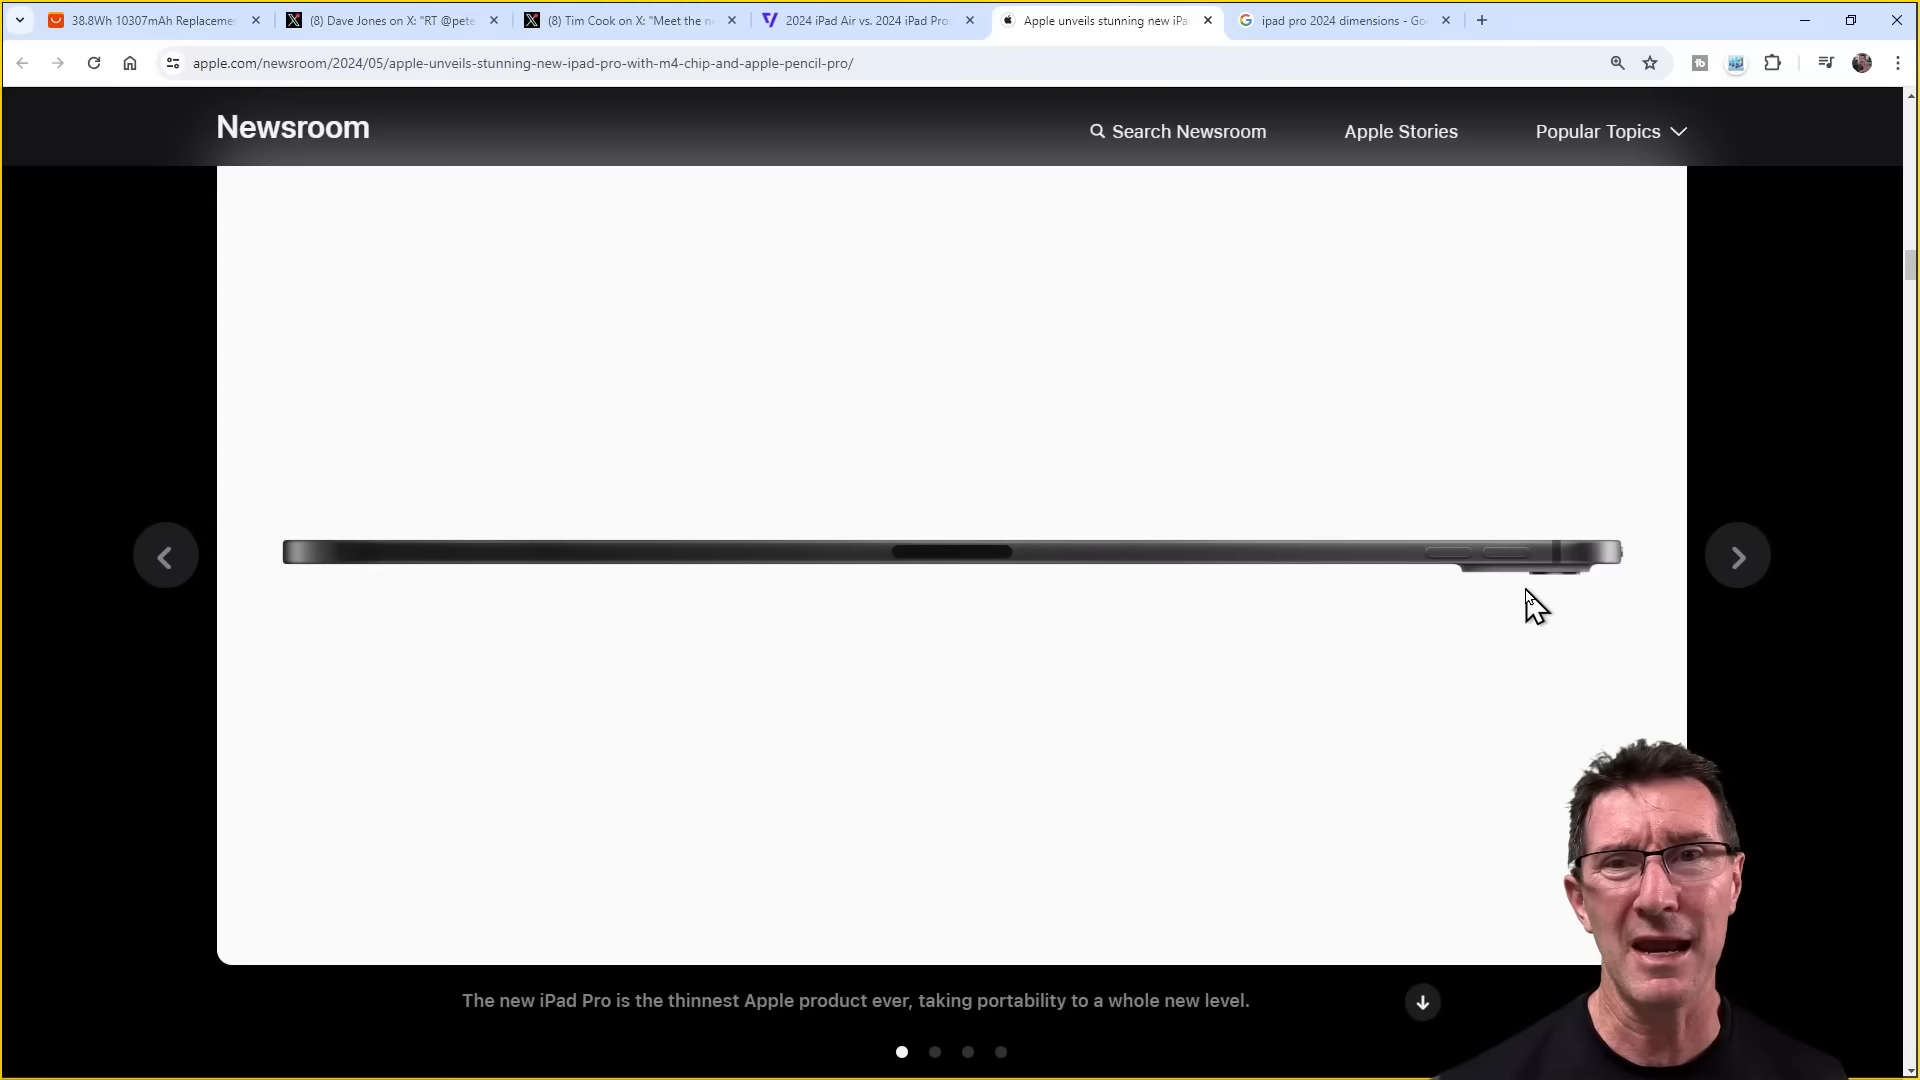 38.8Wh 10307mAh Replaceme
(8) Dave Jones on X: "RT @pete
(8) Tim Cook on X: "Meet the n
2024 iPad Air vs. 2024 iPad Pro
Apple unveils stunning new iPa
ipad pro 2024 dimensions - Go
apple.com/newsroom/2024/05/apple-unveils-stunning-new-ipad-pro-with-m4-chip-and-apple-pencil-pro/
Newsroom
Search Newsroom
Apple Stories
Popular Topics
The new iPad Pro is the thinnest Apple product ever, taking portability to a whole new level.